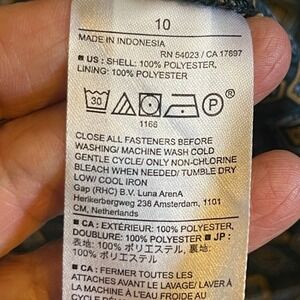 10
MADE IN INDONESIA
RN 54023 / CA 17897
■ US : SHELL: 100% POLYESTER,
LINING: 100% POLYESTER
30
P
1166
CLOSE ALL FASTENERS BEFORE
WASHING/ MACHINE WASH COLD
GENTLE CYCLE/ ONLY NON-CHLORINE
BLEACH WHEN NEEDED/ TUMBLE DRY
LOW/ COOL IRON
Gap (RHC) B.V. Luna ArenA
Herikerbergweg 238 Amsterdam, 1101
CM, Netherlands
■ CA : EXTÉRIEUR: 100% POLYESTER,
DOUBLURE: 100% POLYESTER ■ JP :
表地: 100% ポリエステル, 裏地:
100% ポリエステル
■ CA : FERMER TOUTES LES
ATTACHES AVANT LE LAVAGE/ LAVER À
LA MACHINE À L'EAU FROIDE AU